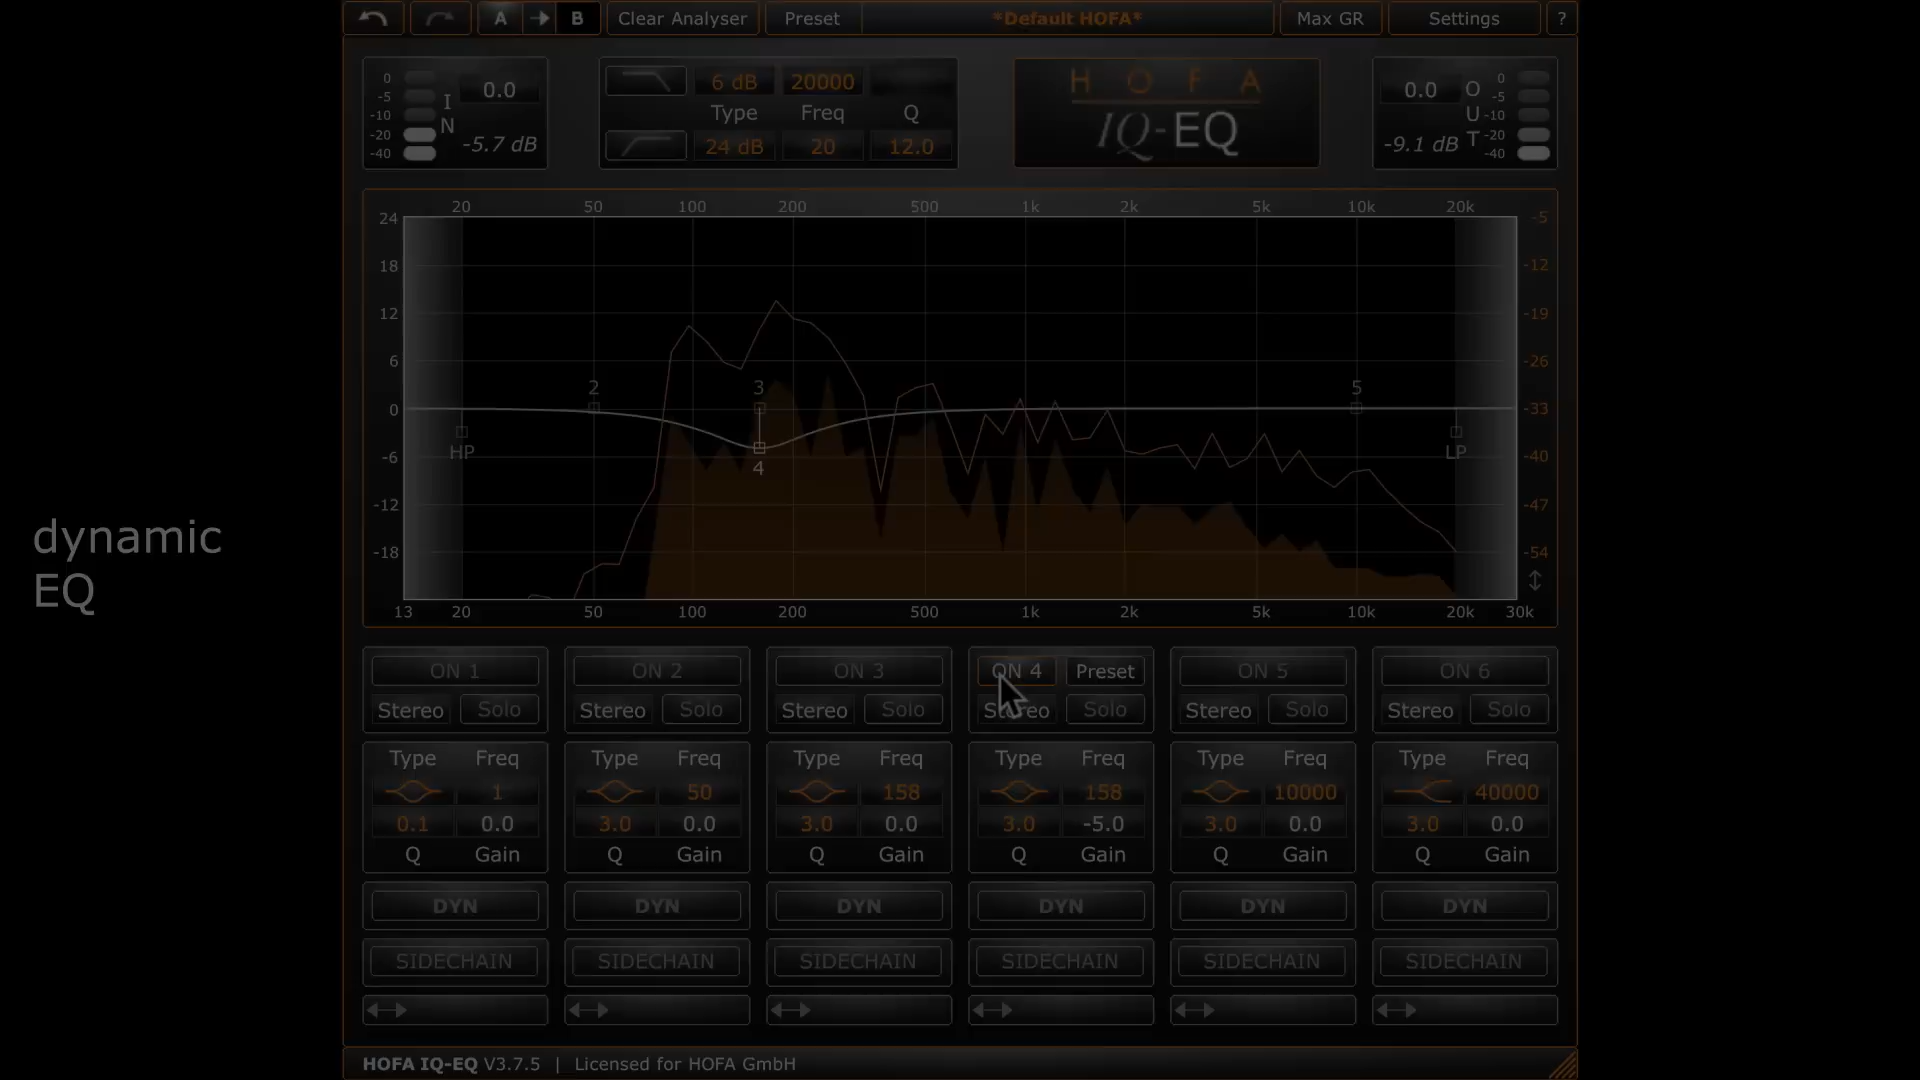 A B Clear Analyser Preset *Default HOFA* Max GR Settings ?
0 -5 -10 -20 -40 IN 0.0 -5.7 dB
6 dB 20000
Type Freq Q
24 dB 20 12.0
HOFA
IQ-EQ
0.0 -9.1 dB OUT 0 -5 -10 -20 -40
20 50 100 200 500 1k 2k 5k 10k 20k
24 -5
18 -12
12 -19
6 -26
2 3 5
0 -33
HP LP
-6 -40
4
-12 -47
-18 -54
13 20 50 100 200 500 1k 2k 5k 10k 20k 30k
dynamic
EQ
ON 1 ON 2 ON 3 ON 4 Preset ON 5 ON 6
Stereo Solo Stereo Solo Stereo Solo Stereo Solo Stereo Solo Stereo Solo
Type Freq Type Freq Type Freq Type Freq Type Freq Type Freq
1 50 158 158 10000 40000
0.1 0.0 3.0 0.0 3.0 0.0 3.0 -5.0 3.0 0.0 3.0 0.0
Q Gain Q Gain Q Gain Q Gain Q Gain Q Gain
DYN DYN DYN DYN DYN DYN
SIDECHAIN SIDECHAIN SIDECHAIN SIDECHAIN SIDECHAIN SIDECHAIN
HOFA IQ-EQ V3.7.5 | Licensed for HOFA GmbH